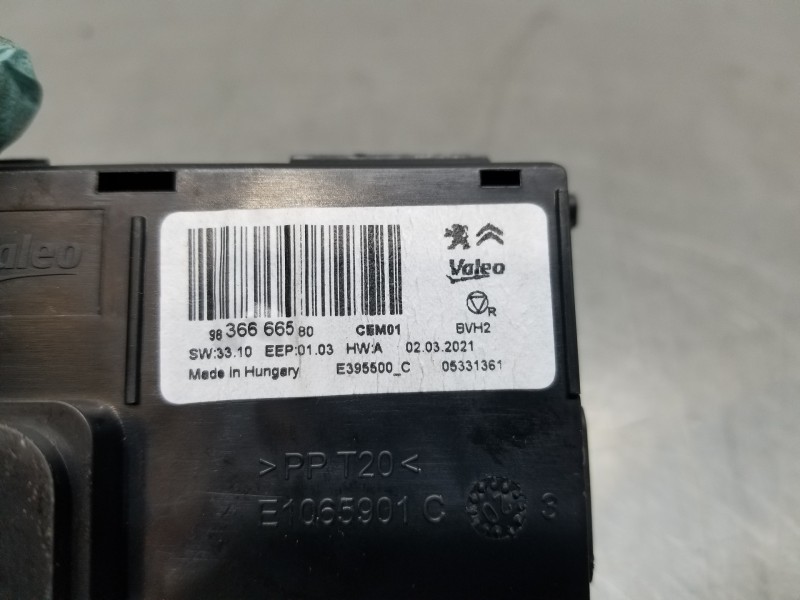 Valeo
Valeo
98 366 665 80 CEM01 BVH2
SW:33.10 EEP:01.03 HW:A 02.03.2021
Made in Hungary E395500_C 05331361
R
>PP T20<
E1065901 C 3